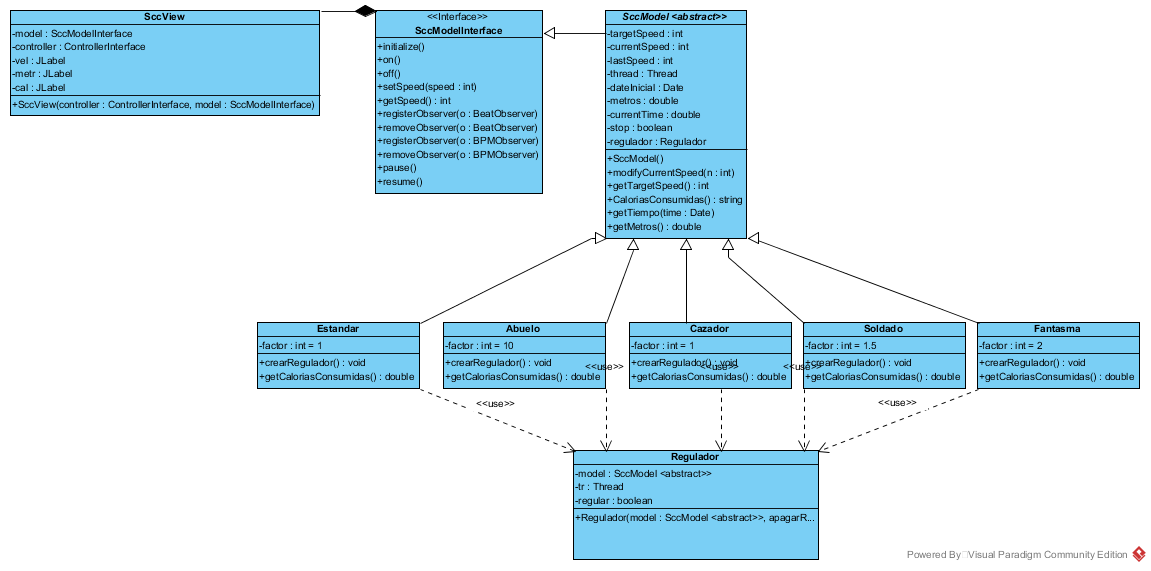 SccView
-model : SccModelInterface
-controller : ControllerInterface
-vel : JLabel
-metr : JLabel
-cal : JLabel
+SccView(controller : ControllerInterface, model : SccModelInterface)
<<Interface>>
SccModelInterface
+initialize()
+on()
+off()
+setSpeed(speed : int)
+getSpeed() : int
+registerObserver(o : BeatObserver)
+removeObserver(o : BeatObserver)
+registerObserver(o : BPMObserver)
+removeObserver(o : BPMObserver)
+pause()
+resume()
SccModel <abstract>>
-targetSpeed : int
-currentSpeed : int
-lastSpeed : int
-thread : Thread
-dateInicial : Date
-metros : double
-currentTime : double
-stop : boolean
-regulador : Regulador
+SccModel()
+modifyCurrentSpeed(n : int)
+getTargetSpeed() : int
+CaloriasConsumidas() : string
+getTiempo(time : Date)
+getMetros() : double
Estandar
-factor : int = 1
+crearRegulador() : void
+getCaloriasConsumidas() : double
Abuelo
-factor : int = 10
+crearRegulador() : void
+getCaloriasConsumidas() : double
Cazador
-factor : int = 1
+crearRegulador() : void
+getCaloriasConsumidas() : double
Soldado
-factor : int = 1.5
+crearRegulador() : void
+getCaloriasConsumidas() : double
Fantasma
-factor : int = 2
+crearRegulador() : void
+getCaloriasConsumidas() : double
<<use>>
<<use>>
<<use>>
<<use>>
<<use>>
Regulador
-model : SccModel <abstract>>
-tr : Thread
-regular : boolean
+Regulador(model : SccModel <abstract>>, apagarR...
Powered By Visual Paradigm Community Edition